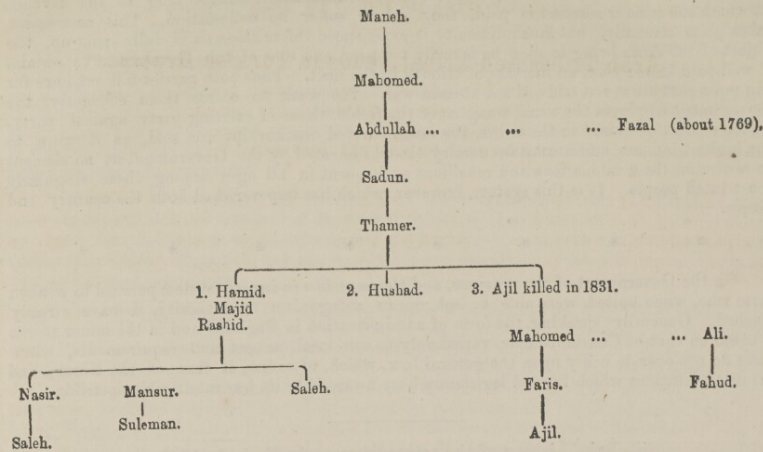 Maneh.
Mahomed.
Abdullah ... ... ... Fazal (about 1769),
Sadun.
Thamer.
1. Hamid. 2. Hushad. 3. Ajil killed in 1831.
Majid
Rashid.
Mahomed ... ... Ali.
Nasir. Mansur. Saleh. Faris. Fahud.
Suleman.
Saleh. Ajil.